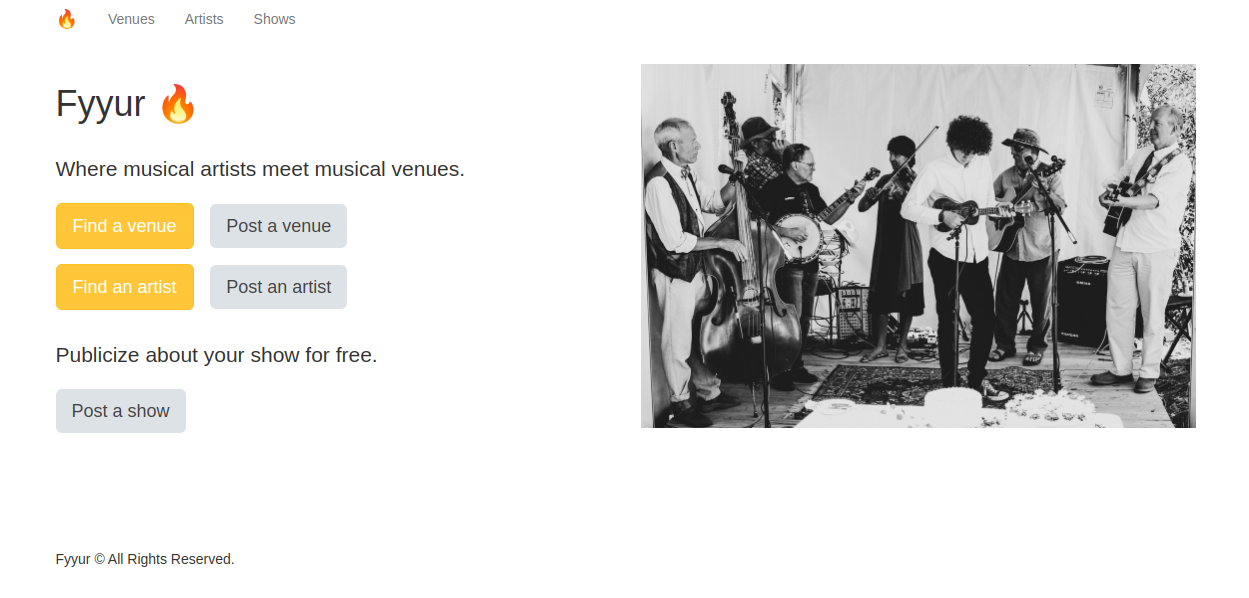 🔥 Venues Artists Shows
Fyyur 🔥
Where musical artists meet musical venues.
Find a venue Post a venue
Find an artist Post an artist
Publicize about your show for free.
Post a show
Fyyur © All Rights Reserved.